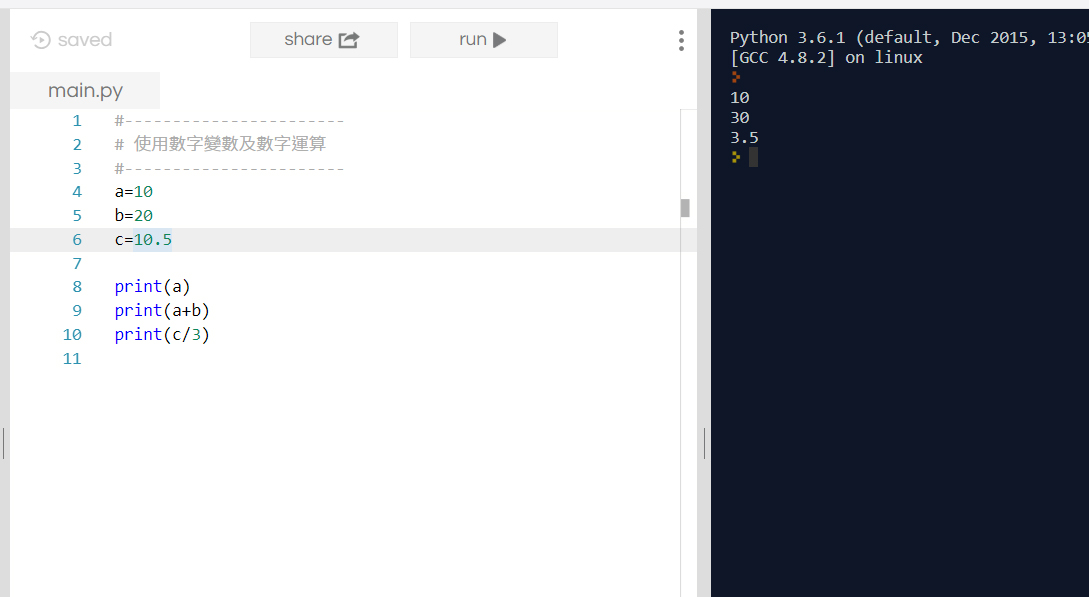 saved
share
run
main.py
1 #-----------------------
2 # 使用數字變數及數字運算
3 #-----------------------
4 a=10
5 b=20
6 c=10.5
7
8 print(a)
9 print(a+b)
10 print(c/3)
11
Python 3.6.1 (default, Dec 2015, 13:05
[GCC 4.8.2] on linux
10
30
3.5